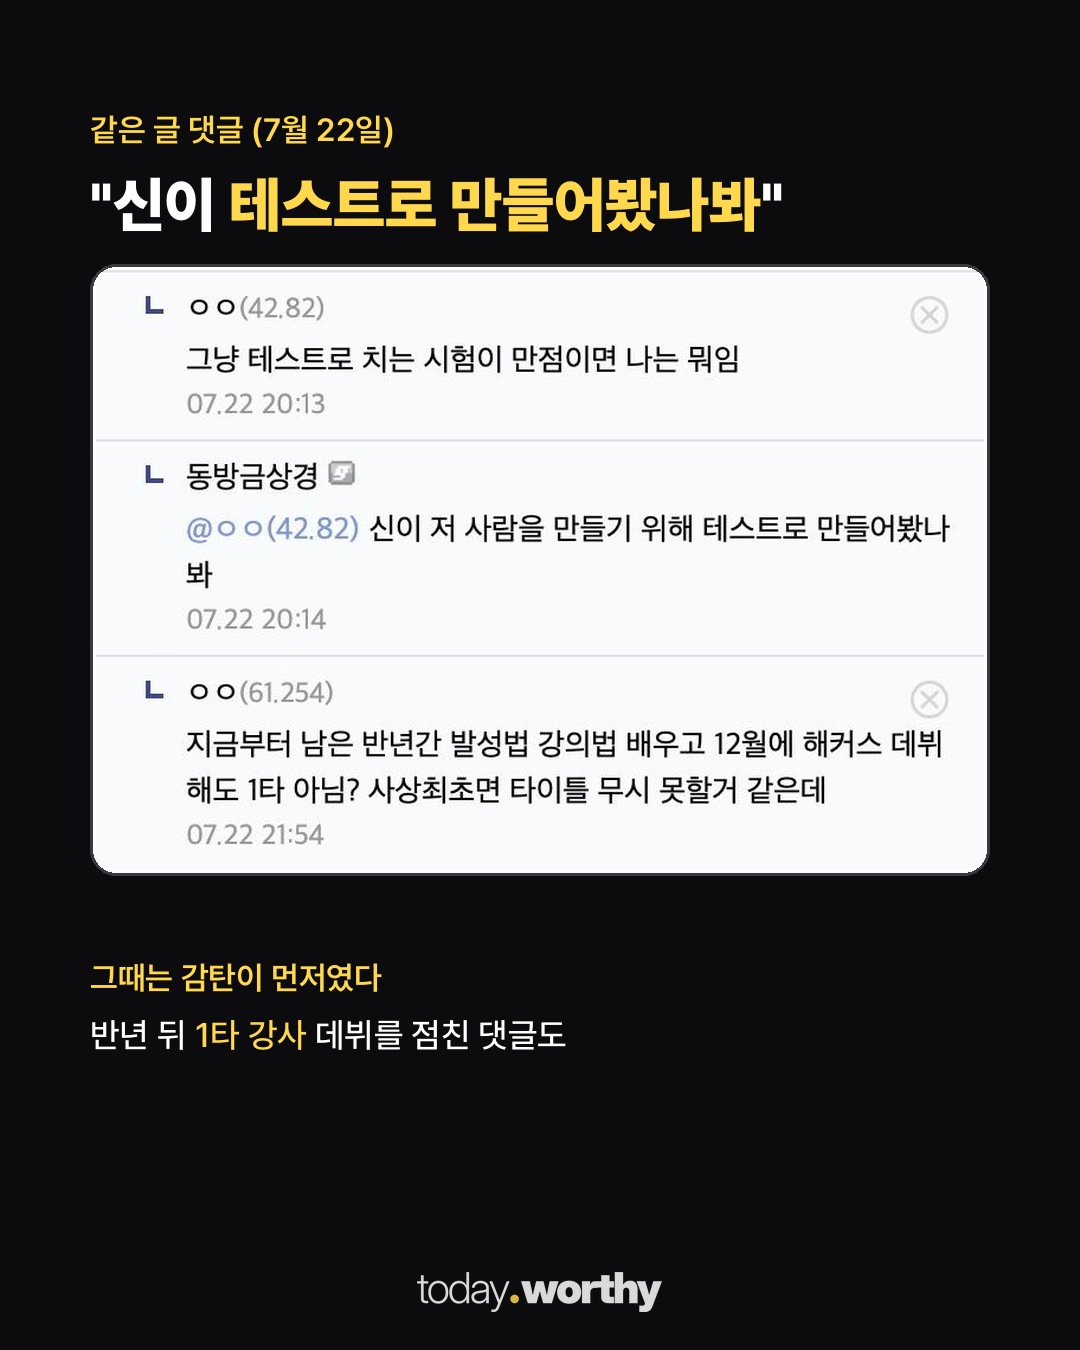 같은 글 댓글 (7월 22일)
"신이 테스트로 만들어봤나봐"
ㄴ ㅇㅇ(42.82)
그냥 테스트로 치는 시험이 만점이면 나는 뭐임
07.22 20:13
ㄴ 동방금상경
@ㅇㅇ(42.82) 신이 저 사람을 만들기 위해 테스트로 만들어봤나
봐
07.22 20:14
ㄴ ㅇㅇ(61.254)
지금부터 남은 반년간 발성법 강의법 배우고 12월에 해커스 데뷔
해도 1타 아님? 사상최초면 타이틀 무시 못할거 같은데
07.22 21:54
그때는 감탄이 먼저였다
반년 뒤 1타 강사 데뷔를 점친 댓글도
today.worthy